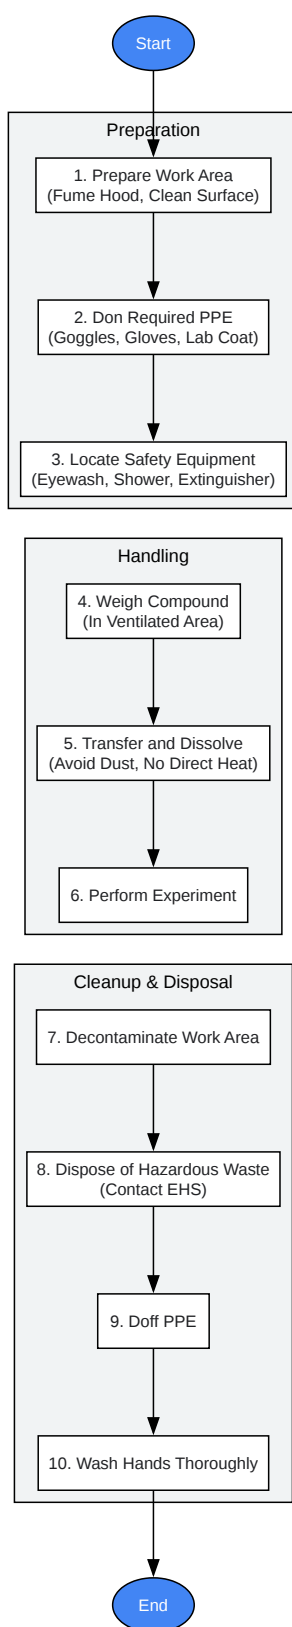 Start
Preparation
1. Prepare Work Area
(Fume Hood, Clean Surface)
2. Don Required PPE
(Goggles, Gloves, Lab Coat)
3. Locate Safety Equipment
(Eyewash, Shower, Extinguisher)
Handling
4. Weigh Compound
(In Ventilated Area)
5. Transfer and Dissolve
(Avoid Dust, No Direct Heat)
6. Perform Experiment
Cleanup & Disposal
7. Decontaminate Work Area
8. Dispose of Hazardous Waste
(Contact EHS)
9. Doff PPE
10. Wash Hands Thoroughly
End